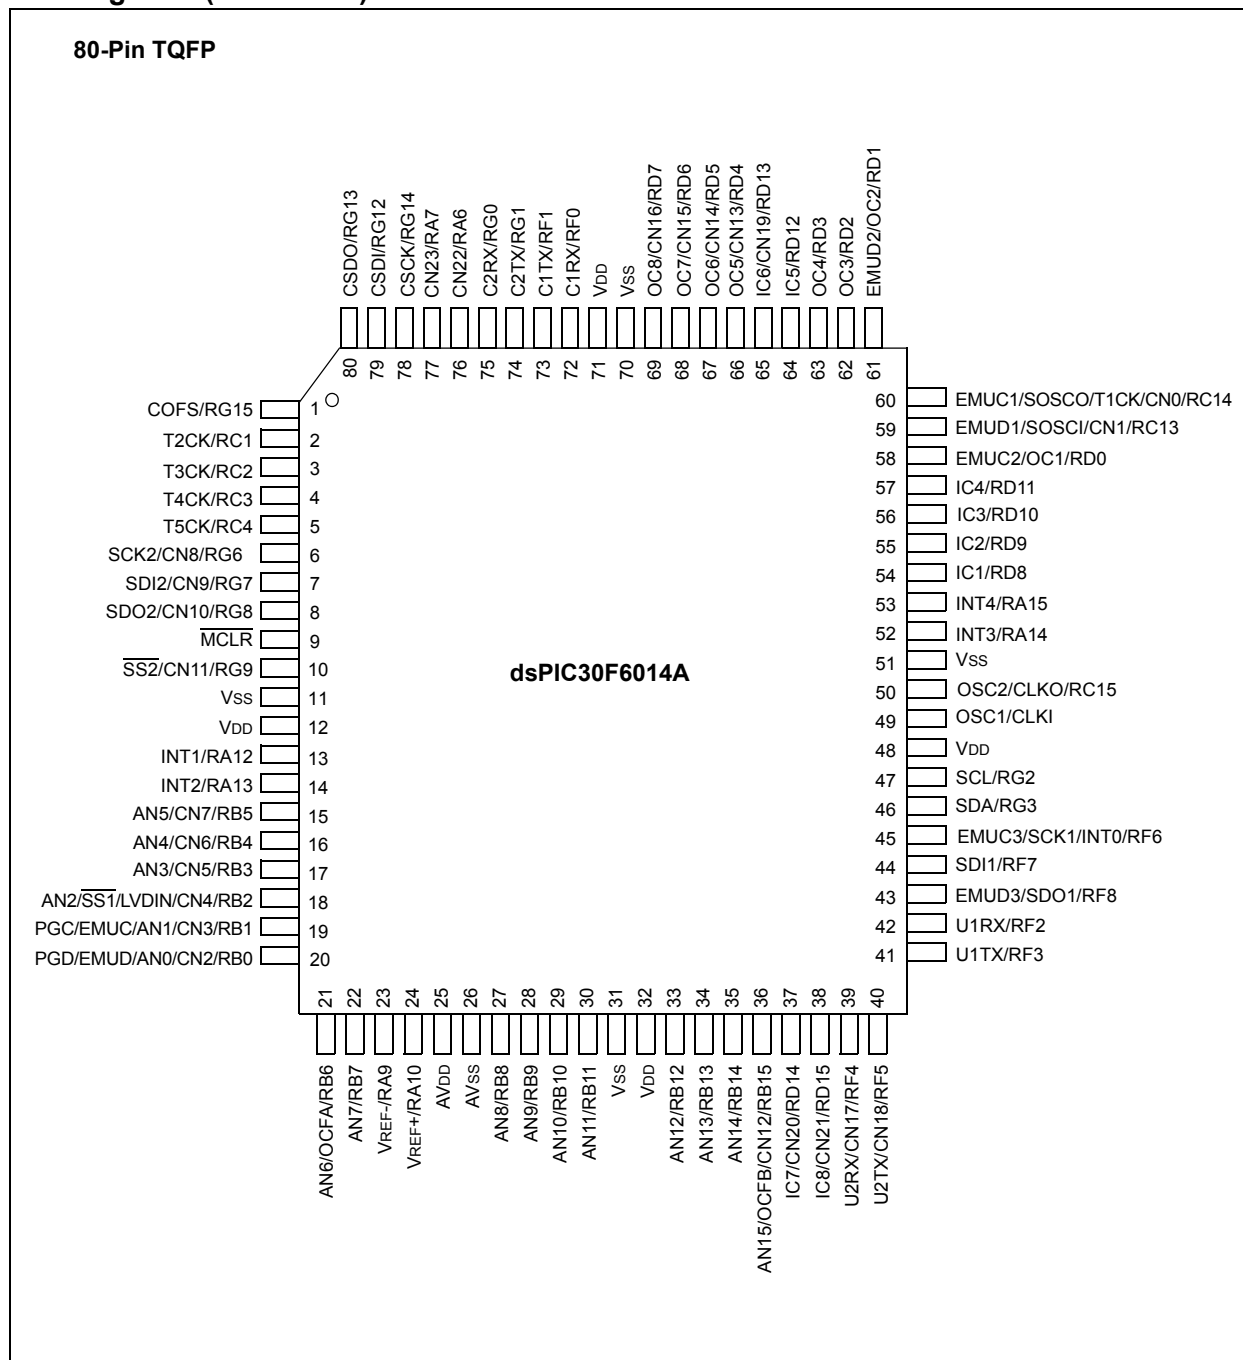 80-Pin TQFP
CSDO/RG13
CSDI/RG12
CSCK/RG14
CN23/RA7
CN22/RA6
C2RX/RG0
C2TX/RG1
C1TX/RF1
C1RX/RF0
VDD
VSS
OC8/CN16/RD7
OC7/CN15/RD6
OC6/CN14/RD5
OC5/CN13/RD4
IC6/CN19/RD13
IC5/RD12
OC4/RD3
OC3/RD2
EMUD2/OC2/RD1
80
79
78
77
76
75
74
73
72
71
70
69
68
67
66
65
64
63
62
61
COFS/RG15 1
T2CK/RC1 2
T3CK/RC2 3
T4CK/RC3 4
T5CK/RC4 5
SCK2/CN8/RG6 6
SDI2/CN9/RG7 7
SDO2/CN10/RG8 8
MCLR 9
SS2/CN11/RG9 10
VSS 11
VDD 12
INT1/RA12 13
INT2/RA13 14
AN5/CN7/RB5 15
AN4/CN6/RB4 16
AN3/CN5/RB3 17
AN2/SS1/LVDIN/CN4/RB2 18
PGC/EMUC/AN1/CN3/RB1 19
PGD/EMUD/AN0/CN2/RB0 20
dsPIC30F6014A
60 EMUC1/SOSCO/T1CK/CN0/RC14
59 EMUD1/SOSCI/CN1/RC13
58 EMUC2/OC1/RD0
57 IC4/RD11
56 IC3/RD10
55 IC2/RD9
54 IC1/RD8
53 INT4/RA15
52 INT3/RA14
51 VSS
50 OSC2/CLKO/RC15
49 OSC1/CLKI
48 VDD
47 SCL/RG2
46 SDA/RG3
45 EMUC3/SCK1/INT0/RF6
44 SDI1/RF7
43 EMUD3/SDO1/RF8
42 U1RX/RF2
41 U1TX/RF3
21
22
23
24
25
26
27
28
29
30
31
32
33
34
35
36
37
38
39
40
AN6/OCFA/RB6
AN7/RB7
VREF-/RA9
VREF+/RA10
AVDD
AVSS
AN8/RB8
AN9/RB9
AN10/RB10
AN11/RB11
VSS
VDD
AN12/RB12
AN13/RB13
AN14/RB14
AN15/OCFB/CN12/RB15
IC7/CN20/RD14
IC8/CN21/RD15
U2RX/CN17/RF4
U2TX/CN18/RF5